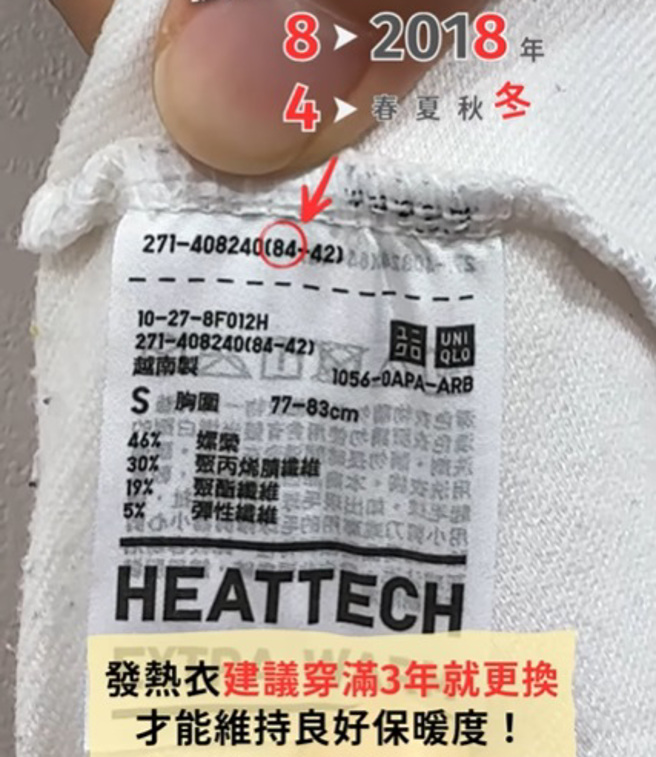 8 ➤ 2018 年
4 ➤ 春 夏 秋 冬
271-408240(84-42)
10-27-8F012H
271-408240(84-42)
越南製
UNI
QLO
1056-0APA-ARB
S 胸圍 77-83cm
46% 嫘縈
30% 聚丙烯腈纖維
19% 聚酯纖維
5% 彈性纖維
HEATTECH
EXTRA WARM
發熱衣建議穿滿3年就更換
才能維持良好保暖度！